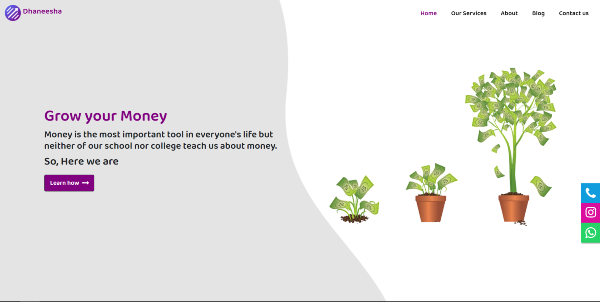 Dhaneesha
Home Our Services About Blog Contact us
Grow your Money
Money is the most important tool in everyone's life but
neither of our school nor college teach us about money.
So, Here we are
Learn how